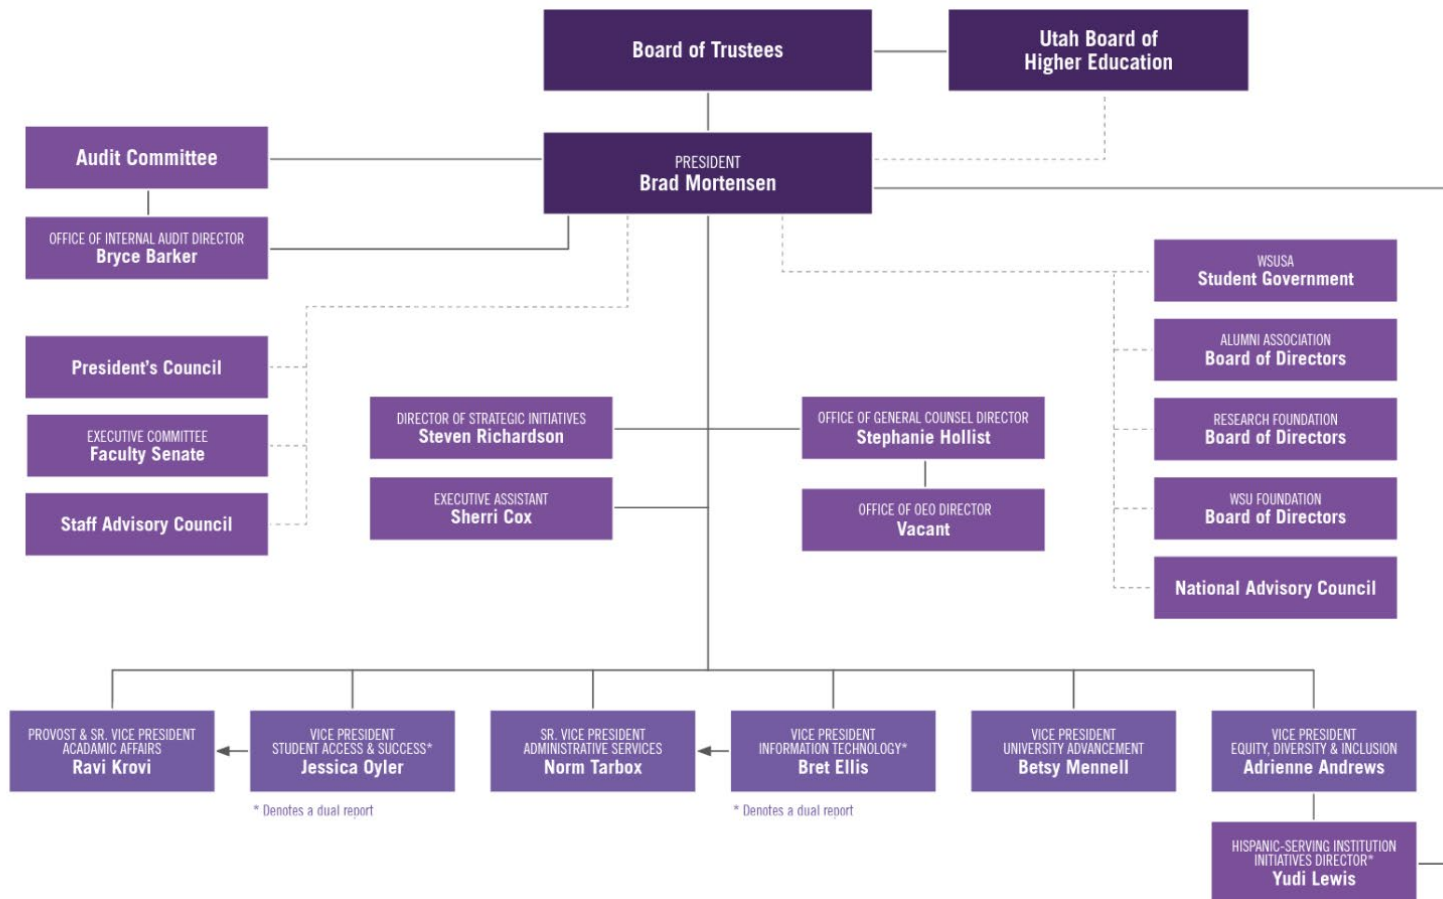 Board of Trustees
Utah Board of
Higher Education
Audit Committee
PRESIDENT
Brad Mortensen
OFFICE OF INTERNAL AUDIT DIRECTOR
Bryce Barker
WSUSA
Student Government
President's Council
ALUMNI ASSOCIATION
Board of Directors
DIRECTOR OF STRATEGIC INITIATIVES
Steven Richardson
OFFICE OF GENERAL COUNSEL DIRECTOR
Stephanie Hollist
RESEARCH FOUNDATION
Board of Directors
EXECUTIVE COMMITTEE
Faculty Senate
EXECUTIVE ASSISTANT
Sherri Cox
OFFICE OF OEO DIRECTOR
Vacant
WSU FOUNDATION
Board of Directors
Staff Advisory Council
National Advisory Council
PROVOST & SR. VICE PRESIDENT
ACADAMIC AFFAIRS
Ravi Krovi
VICE PRESIDENT
STUDENT ACCESS & SUCCESS*
Jessica Oyler
* Denotes a dual report
SR. VICE PRESIDENT
ADMINISTRATIVE SERVICES
Norm Tarbox
VICE PRESIDENT
INFORMATION TECHNOLOGY*
Bret Ellis
* Denotes a dual report
VICE PRESIDENT
UNIVERSITY ADVANCEMENT
Betsy Mennell
VICE PRESIDENT
EQUITY, DIVERSITY & INCLUSION
Adrienne Andrews
HISPANIC-SERVING INSTITUTION
INITIATIVES DIRECTOR*
Yudi Lewis